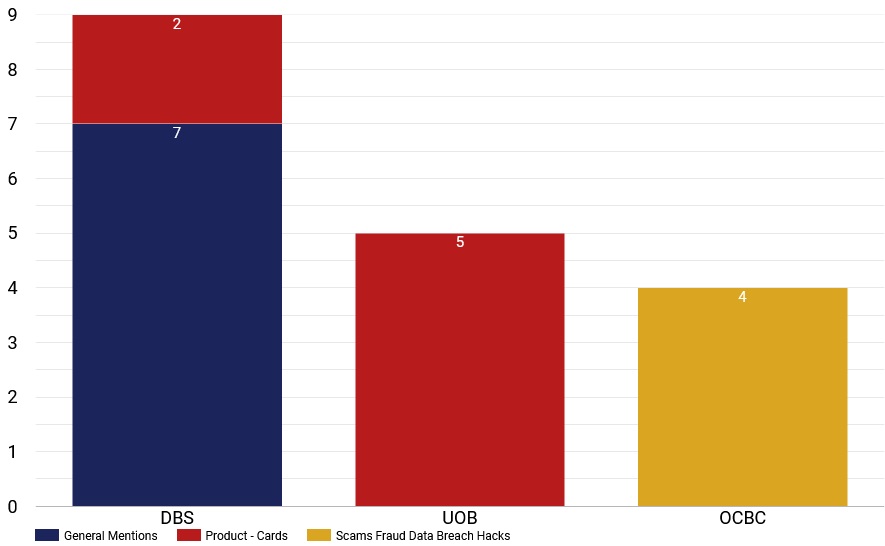 9
2
8
7
7
6
5
5
4
4
3
2
1
0
DBS
UOB
OCBC
General Mentions
Product - Cards
Scams Fraud Data Breach Hacks